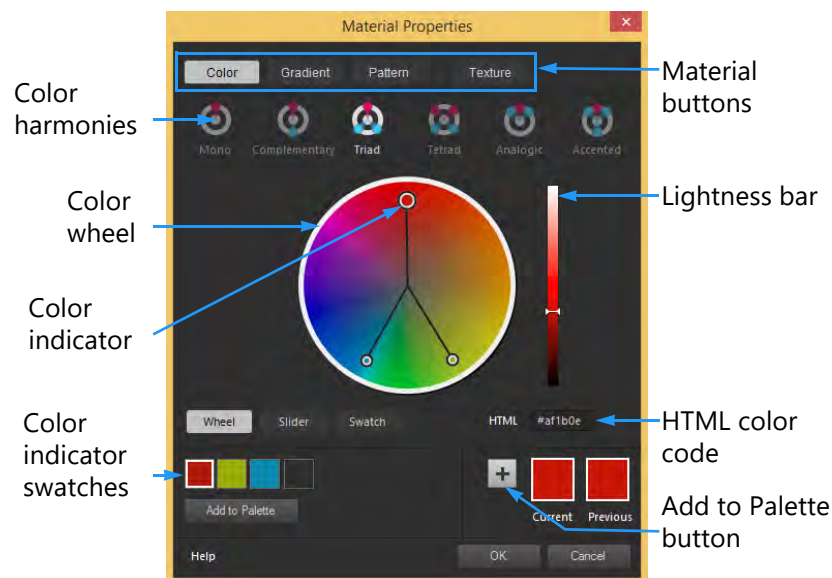 Material Properties
×
Color Gradient Pattern Texture
Material
buttons
Color
harmonies
Mono Complementary Triad Tetrad Analogic Accented
Lightness bar
Color
wheel
Color
indicator
Wheel Slider Swatch HTML #af1b0e
HTML color
code
Color
indicator
swatches
+
Add to Palette
Current Previous
Add to Palette
button
Help OK Cancel